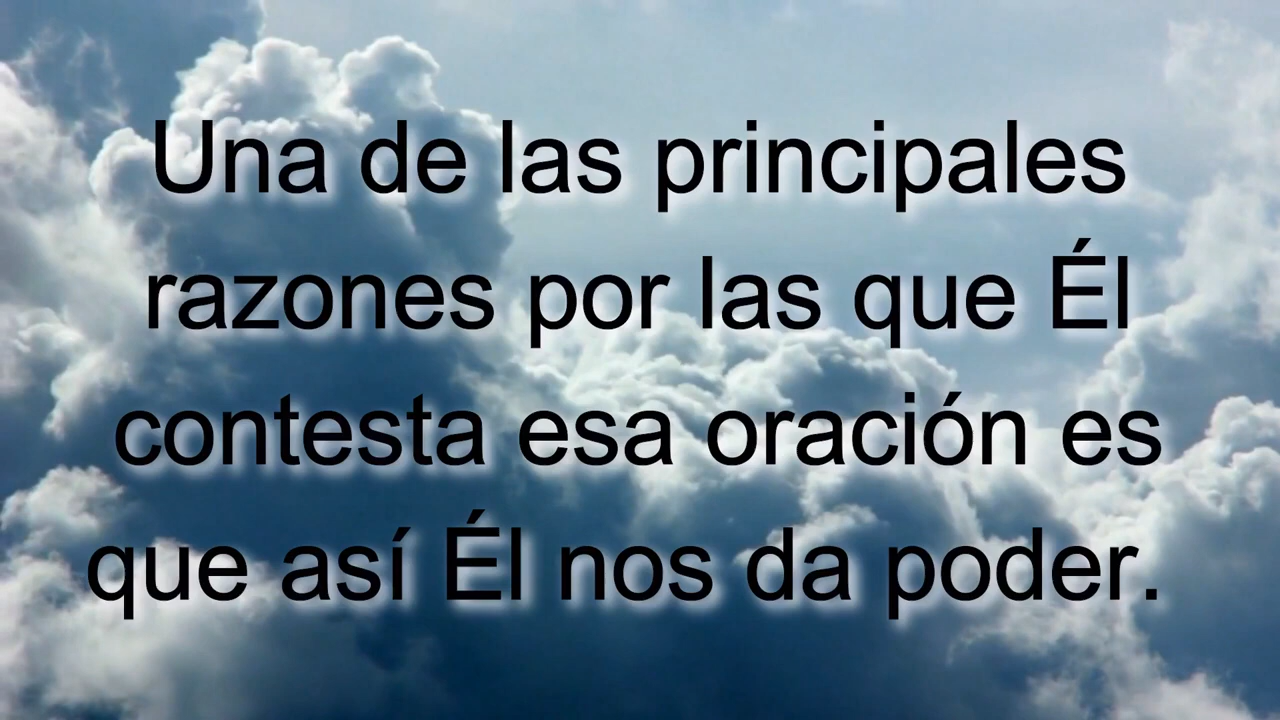 Una de las principales
razones por las que Él
contesta esa oración es
que así Él nos da poder.